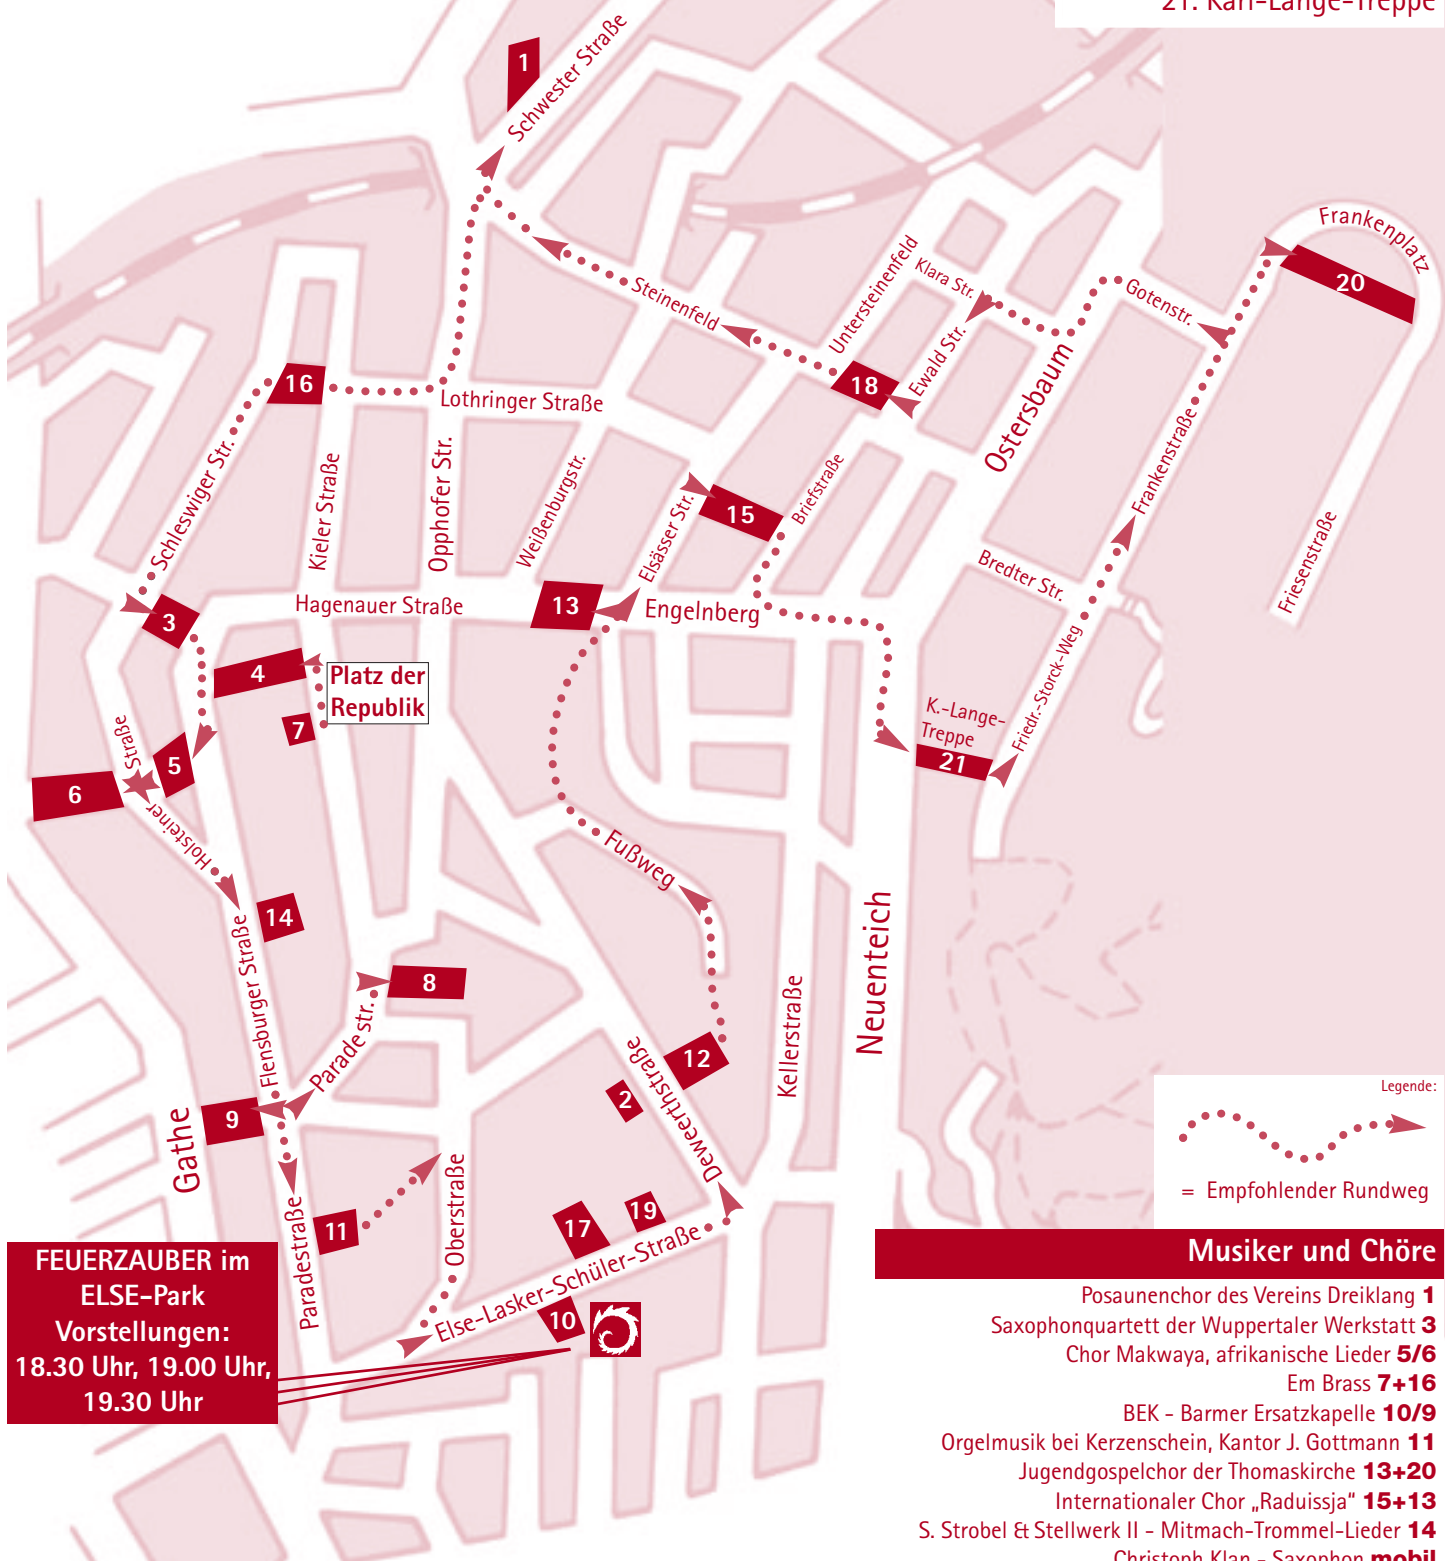 21. Karl-Lange-Treppe
1
Schwester Straße
Frankenplatz
20
Untersteinenfeld
Klara Str.
Gotenstr.
Steinenfeld
Ewald Str.
18
16
Lothringer Straße
Ostersbaum
Frankenstraße
Schleswiger Str.
Kieler Straße
Opphofer Str.
Weißenburgstr.
Elsässer Str.
15
Briefstraße
Bredter Str.
Friesenstraße
3
Hagenauer Straße
13
Engelnberg
4
Platz der
Republik
7
Friedr.-Storck-Weg
K.-Lange-
Treppe
21
Holsteiner Straße
5
6
Fußweg
14
Flensburger Straße
8
Paradestr.
Neuenteich
Kellerstraße
12
2
Deweerthstraße
9
Gathe
Legende:
= Empfohlender Rundweg
11
Oberstraße
Paradestraße
17
19
Else-Lasker-Schüler-Straße
10
FEUERZAUBER im
ELSE-Park
Vorstellungen:
18.30 Uhr, 19.00 Uhr,
19.30 Uhr
Musiker und Chöre
Posaunenchor des Vereins Dreiklang 1
Saxophonquartett der Wuppertaler Werkstatt 3
Chor Makwaya, afrikanische Lieder 5/6
Em Brass 7+16
BEK - Barmer Ersatzkapelle 10/9
Orgelmusik bei Kerzenschein, Kantor J. Gottmann 11
Jugendgospelchor der Thomaskirche 13+20
Internationaler Chor „Raduissja“ 15+13
S. Strobel & Stellwerk II - Mitmach-Trommel-Lieder 14
Christoph Klan - Saxophon mobil